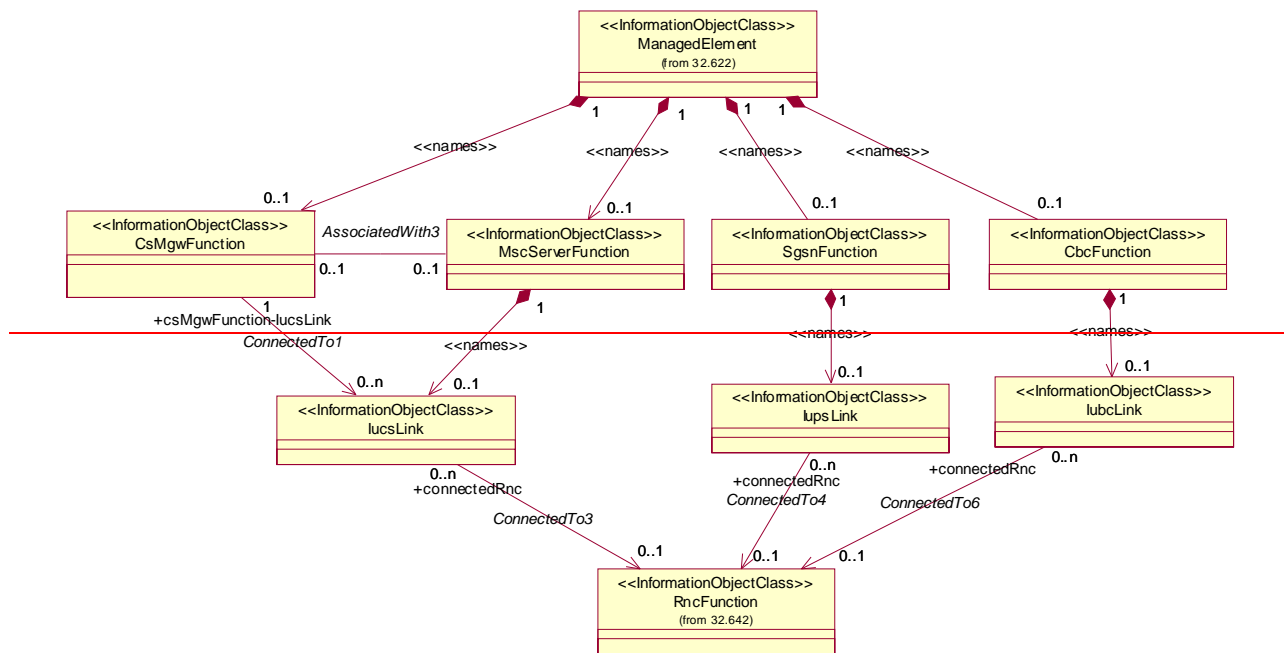 <<InformationObjectClass>>
ManagedElement
(from 32.622)
1
1
1
1
<<names>>
<<names>>
<<names>>
<<names>>
0..1
0..1
0..1
0..1
<<InformationObjectClass>>
CsMgwFunction
AssociatedWith3
0..1
0..1
<<InformationObjectClass>>
MscServerFunction
<<InformationObjectClass>>
SgsnFunction
<<InformationObjectClass>>
CbcFunction
1
1
1
1
+csMgwFunction-IucsLink
ConnectedTo1
<<names>>
<<names>>
<<names>>
0..n
0..1
0..1
0..1
<<InformationObjectClass>>
IucsLink
<<InformationObjectClass>>
IupsLink
<<InformationObjectClass>>
IubcLink
0..n
+connectedRnc
ConnectedTo3
0..n
+connectedRnc
ConnectedTo4
0..n
+connectedRnc
ConnectedTo6
0..1
0..1
0..1
<<InformationObjectClass>>
RncFunction
(from 32.642)